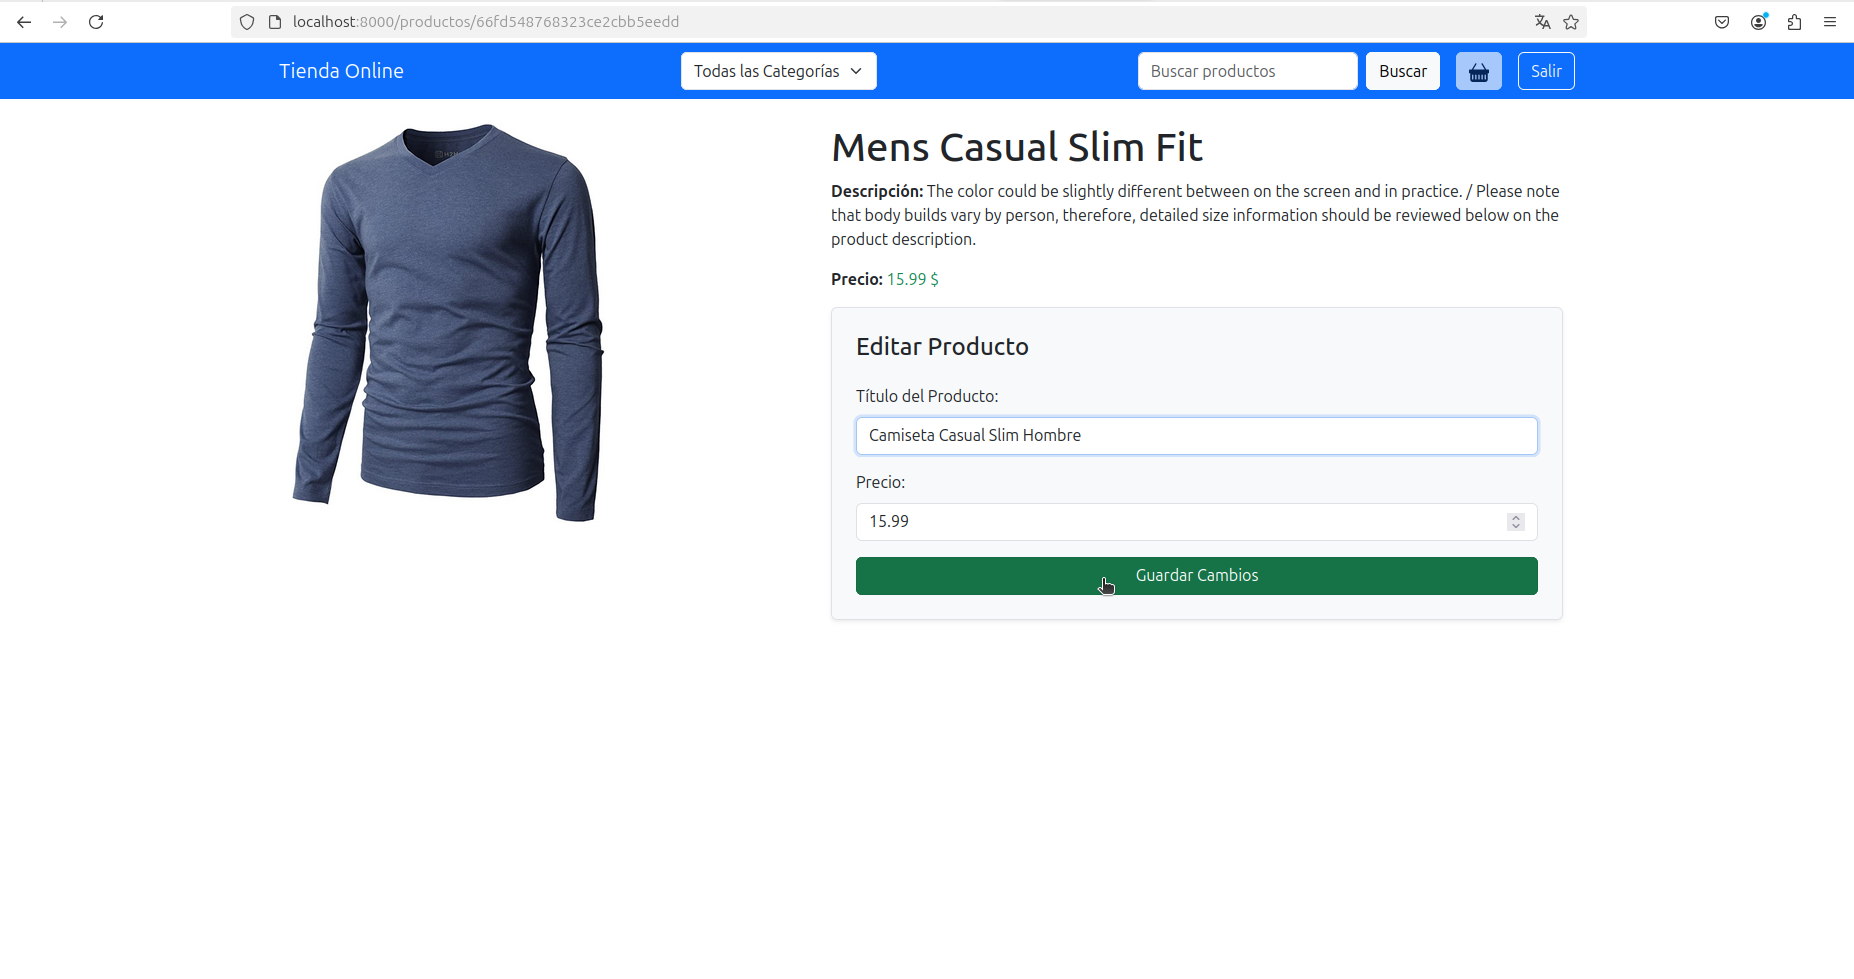 localhost:8000/productos/66fd548768323ce2cbb5eedd
Tienda Online
Todas las Categorías
Buscar productos
Buscar
Salir
Mens Casual Slim Fit
Descripción: The color could be slightly different between on the screen and in practice. / Please note
that body builds vary by person, therefore, detailed size information should be reviewed below on the
product description.
Precio: 15.99 $
Editar Producto
Título del Producto:
Camiseta Casual Slim Hombre
Precio:
15.99
Guardar Cambios